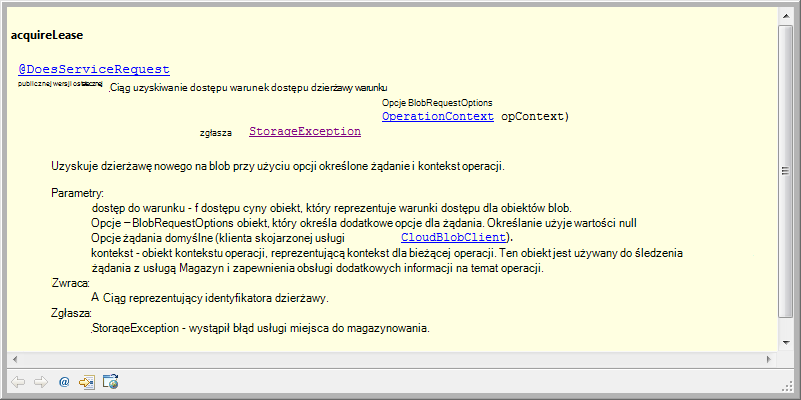 acquireLease
@DoesServiceRequest
publicznej wersji ostatecznej .Ciąg uzyskiwanie dostępu warunek dostępu dzierżawy warunku
Opcje BlobRequestOptions
OperationContext opContext)
zgłasza StorageException
Uzyskuje dzierżawę nowego na blob przy użyciu opcji określone żądanie i kontekst operacji.
Parametry:
dostęp do warunku - f dostępu cyny obiekt, który reprezentuje warunki dostępu dla obiektów blob.
Opcje – BlobRequestOptions obiekt, który określa dodatkowe opcje dla żądania. Określanie użyje wartości null
Opcje żądania domyślne (klienta skojarzonej usługi CloudBlobClient).
kontekst - obiekt kontekstu operacji, reprezentującą kontekst dla bieżącej operacji. Ten obiekt jest używany do śledzenia
żądania z usługą Magazyn i zapewnienia obsługi dodatkowych informacji na temat operacji.
Zwraca:
A Ciąg reprezentujący identyfikatora dzierżawy.
Zgłasza:
.StorageException - wystąpił błąd usługi miejsca do magazynowania.